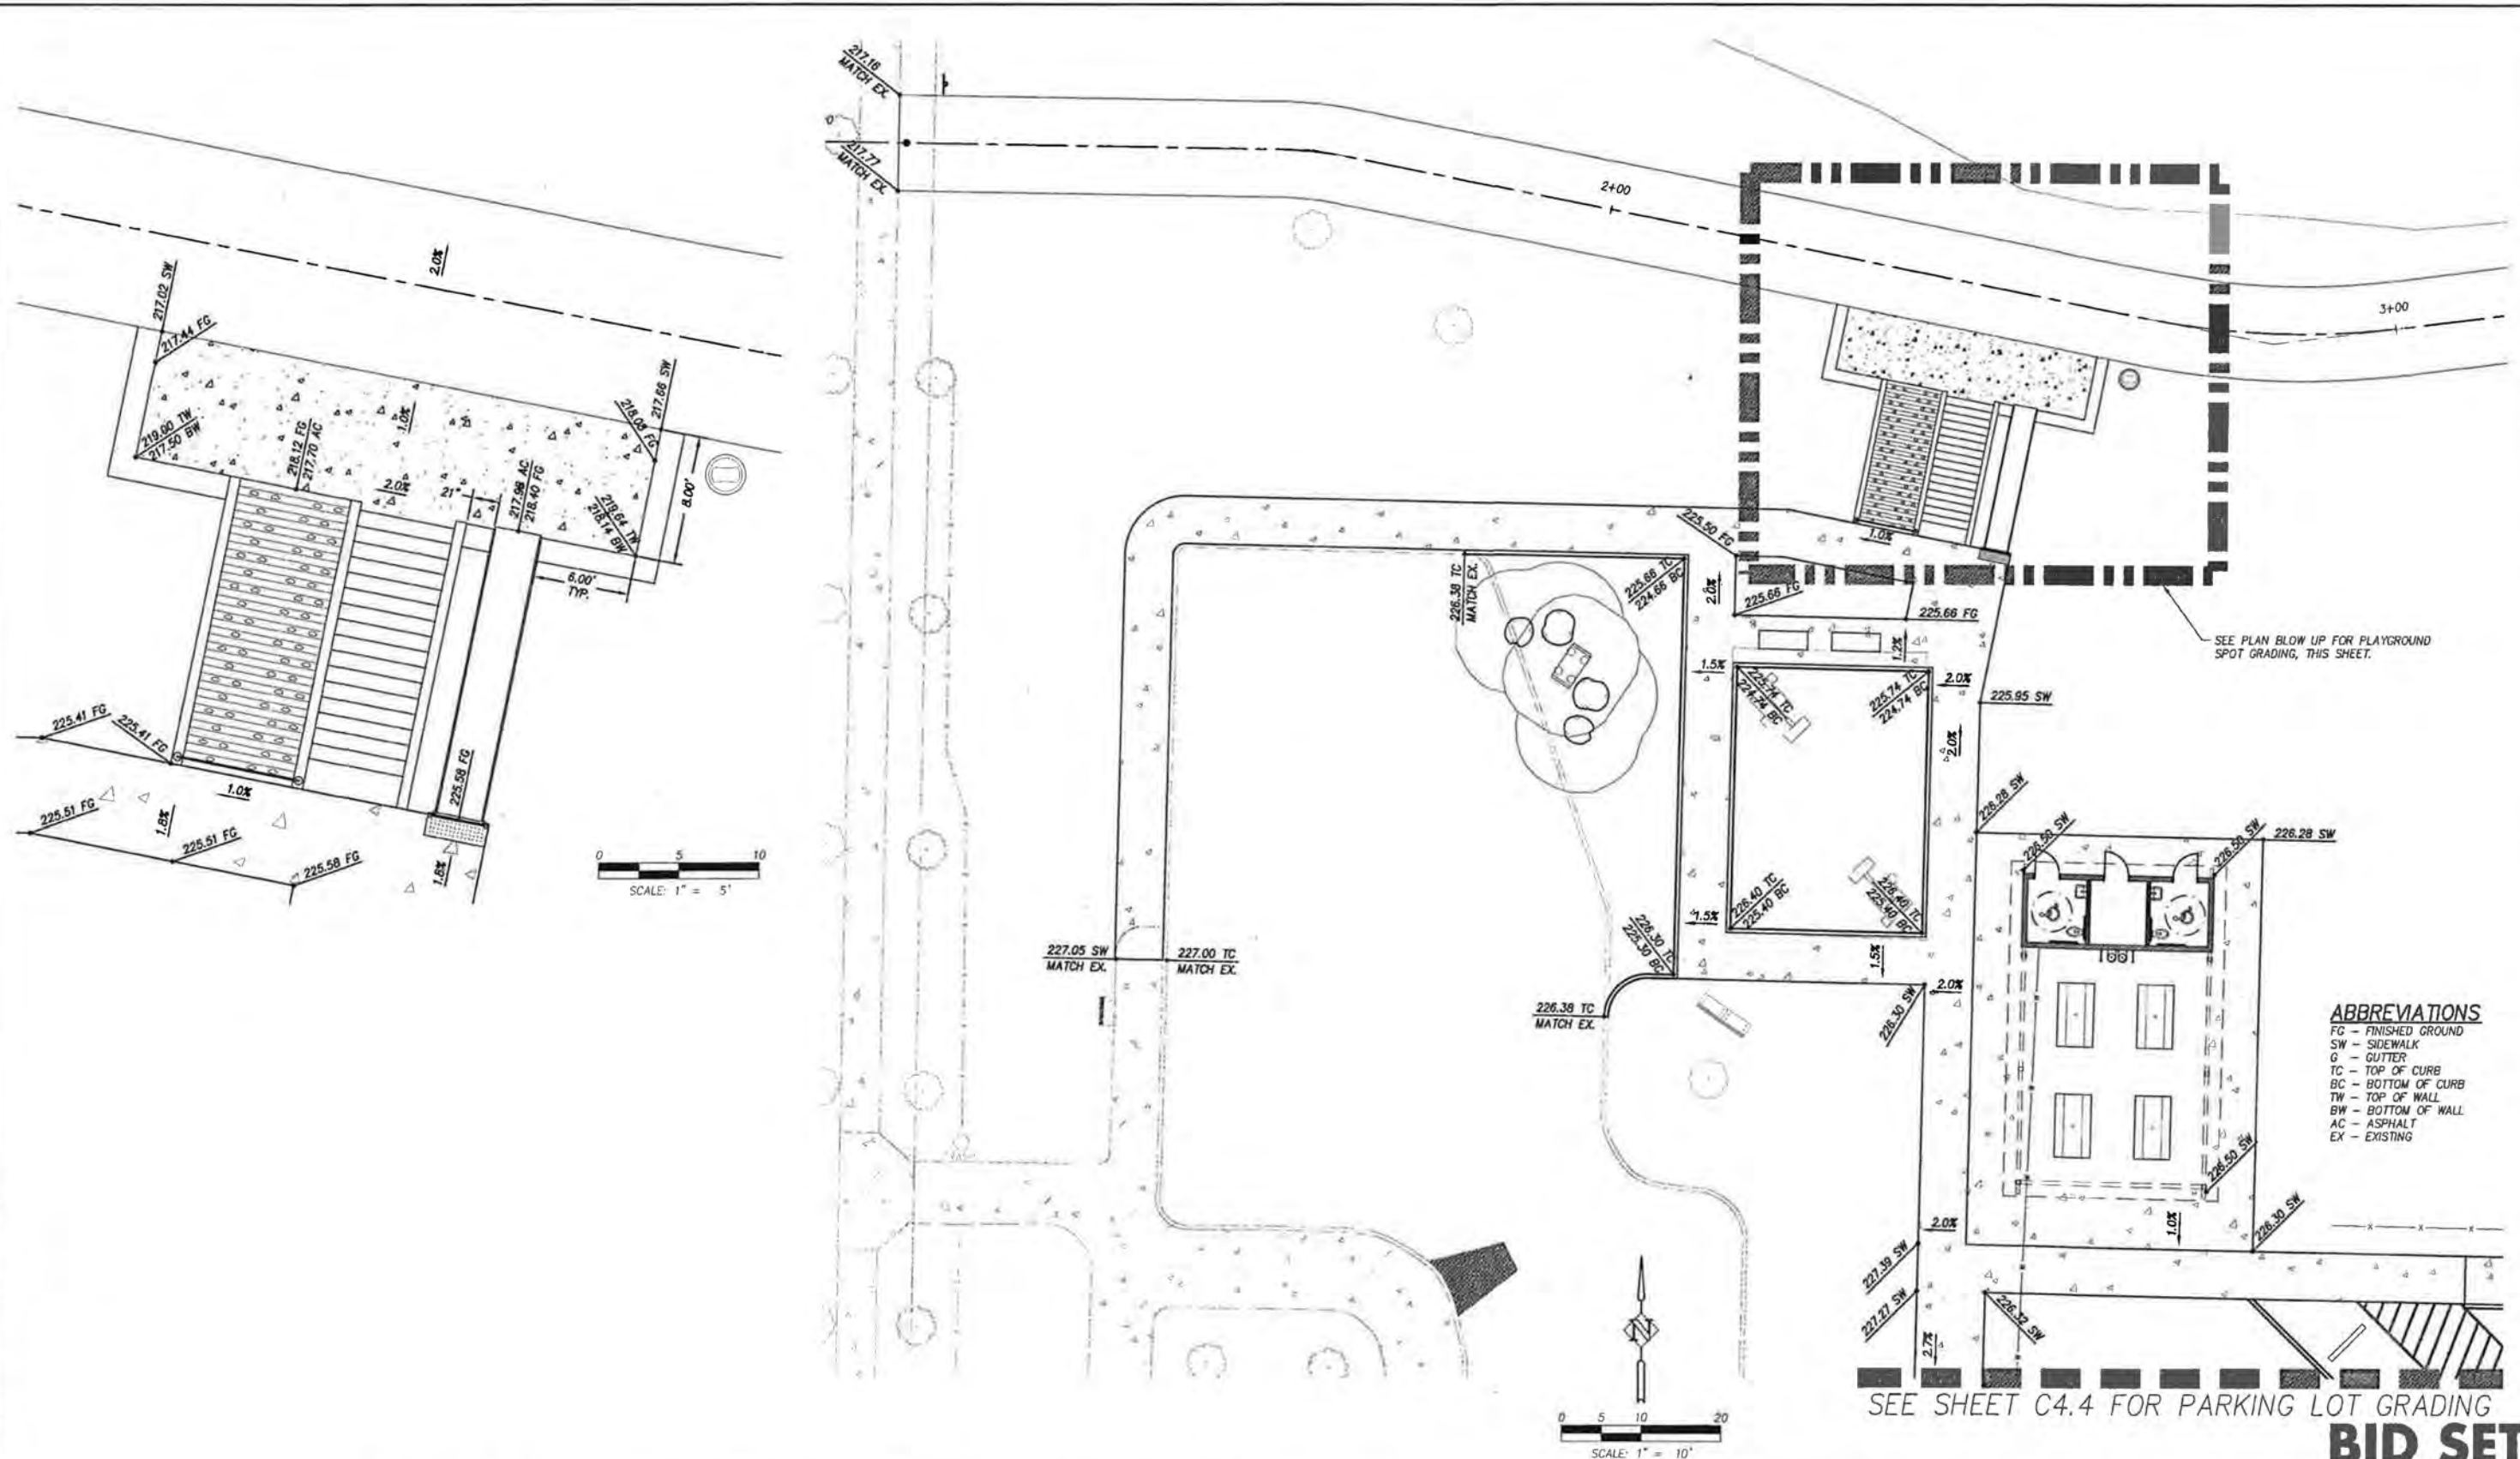 2.0%
217.02 SW
217.44 FG
219.00 TW
217.50 BW
218.12 FG
217.70 AC
1.0%
2.0%
21"
217.98 AC
218.40 FG
218.08 FG
217.66 SW
219.64 TW
218.14 BW
8.00'
6.00'
TYP.
225.41 FG
225.41 FG
225.58 FG
1.0%
1.8%
225.51 FG
225.51 FG
225.58 FG
1.8%
0 5 10
SCALE: 1" = 5'
217.16
MATCH EX.
217.77
MATCH EX.
2+00
3+00
SEE PLAN BLOW UP FOR PLAYGROUND
SPOT GRADING, THIS SHEET.
225.50 FG
1.0%
226.38 TC
MATCH EX.
225.66 TC
224.66 BC
2.0%
225.66 FG
225.66 FG
1.2%
1.5%
225.74 TC
224.74 BC
225.74 TC
224.74 BC
2.0%
225.95 SW
2.0%
226.28 SW
226.50 SW
226.50 SW
226.28 SW
226.40 TC
225.40 BC
226.40 TC
225.40 BC
1.5%
226.30 TC
225.30 BC
1.5%
227.05 SW
MATCH EX.
227.00 TC
MATCH EX.
226.38 TC
MATCH EX.
226.30 SW
2.0%
ABBREVIATIONS
FG - FINISHED GROUND
SW - SIDEWALK
G - GUTTER
TC - TOP OF CURB
BC - BOTTOM OF CURB
TW - TOP OF WALL
BW - BOTTOM OF WALL
AC - ASPHALT
EX - EXISTING
226.50 SW
2.0%
1.0%
226.30 SW
227.39 SW
227.27 SW
226.32 SW
2.7%
N
0 5 10 20
SCALE: 1" = 10'
SEE SHEET C4.4 FOR PARKING LOT GRADING
BID SET